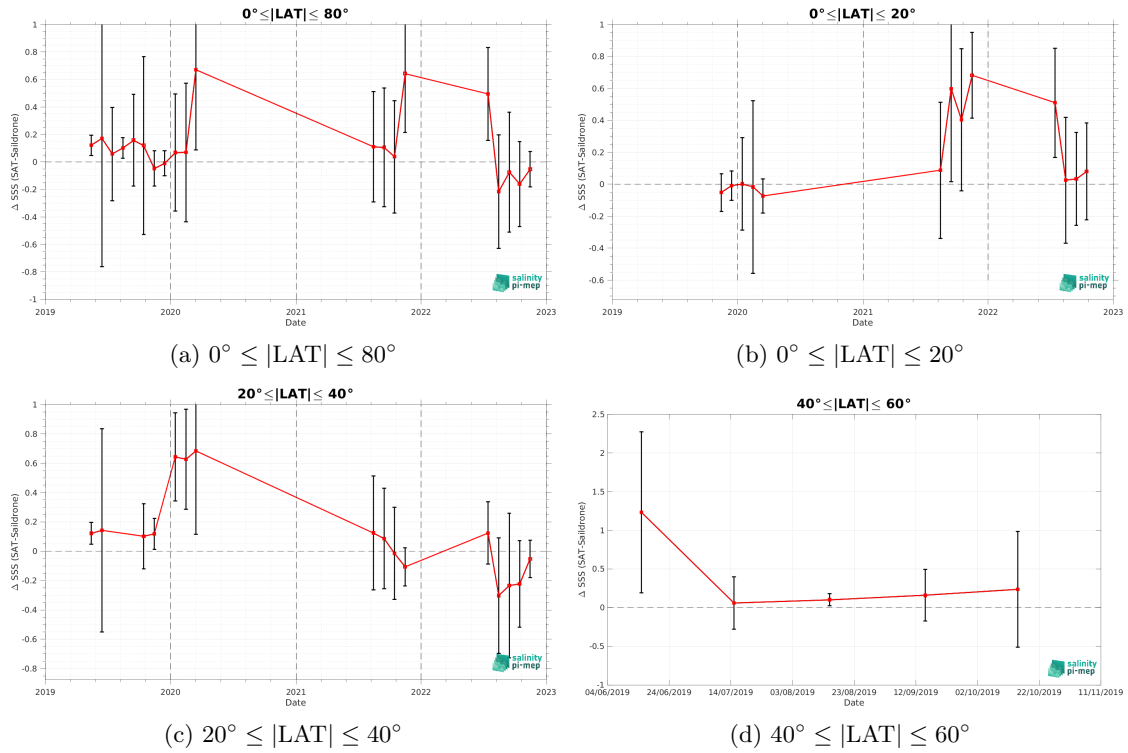 0°≤|LAT|≤ 80°
Δ SSS (SAT-Saildrone)
1
0.8
0.6
0.4
0.2
0
-0.2
-0.4
-0.6
-0.8
-1
2019
2020
2021
2022
2023
Date
salinity
pi-mep
(a) 0° ≤ |LAT| ≤ 80°
0°≤|LAT|≤ 20°
Δ SSS (SAT-Saildrone)
1
0.8
0.6
0.4
0.2
0
-0.2
-0.4
-0.6
2019
2020
2021
2022
2023
Date
salinity
pi-mep
(b) 0° ≤ |LAT| ≤ 20°
20°≤|LAT|≤ 40°
Δ SSS (SAT-Saildrone)
1
0.8
0.6
0.4
0.2
0
-0.2
-0.4
-0.6
-0.8
2019
2020
2021
2022
2023
Date
salinity
pi-mep
(c) 20° ≤ |LAT| ≤ 40°
40°≤|LAT|≤ 60°
Δ SSS (SAT-Saildrone)
2.5
2
1.5
1
0.5
0
-0.5
-1
04/06/2019
24/06/2019
14/07/2019
03/08/2019
23/08/2019
12/09/2019
02/10/2019
22/10/2019
11/11/2019
Date
salinity
pi-mep
(d) 40° ≤ |LAT| ≤ 60°